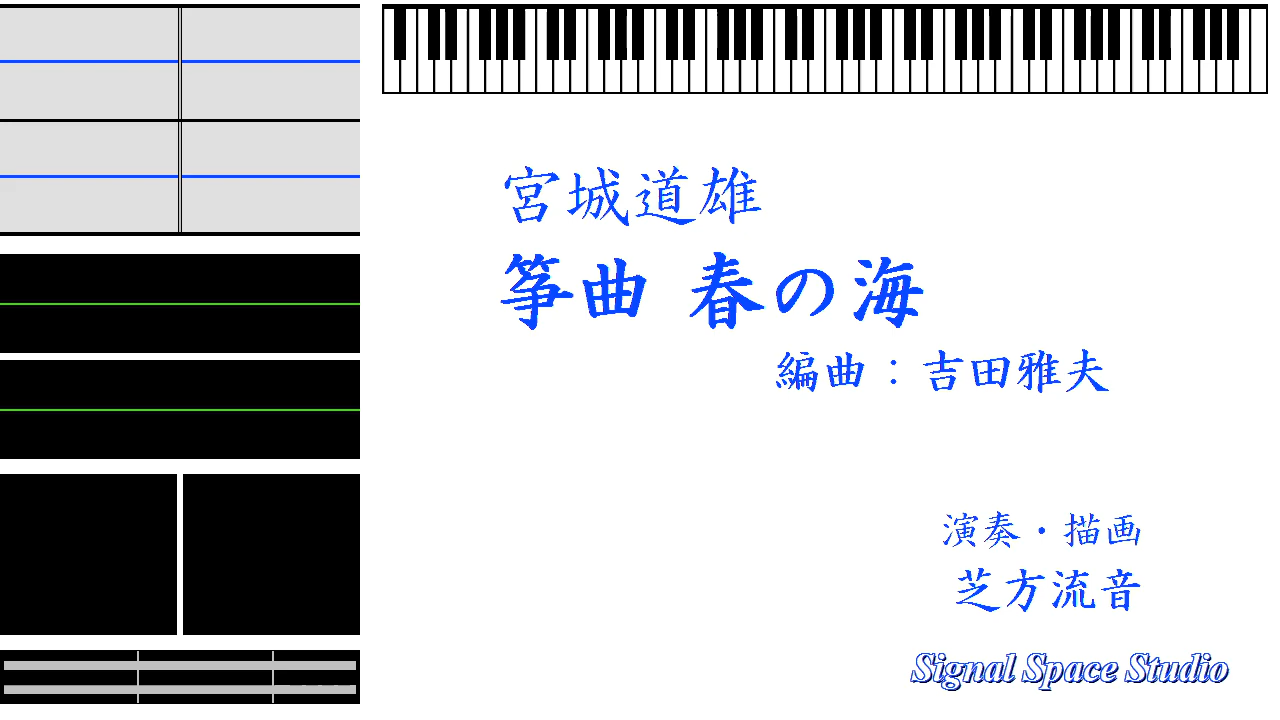 宮城道雄
箏曲 春の海
編曲：吉田雅夫
演奏・描画
芝方流音
Signal Space Studio